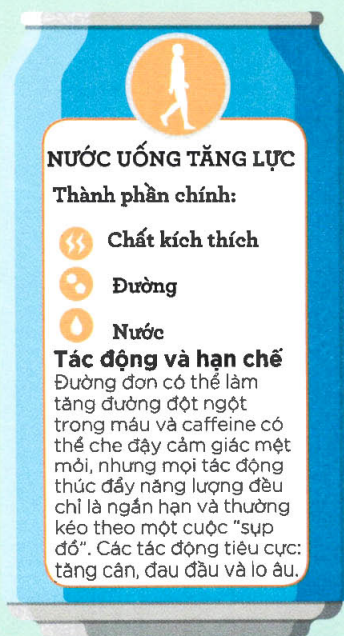 NƯỚC UỐNG TĂNG LỰC
Thành phần chính:
Chất kích thích
Đường
Nước
Tác động và hạn chế
Đường đơn có thể làm
tăng đường đột ngột
trong máu và caffeine có
thể che đậy cảm giác mệt
mỏi, nhưng mọi tác động
thúc đẩy năng lượng đều
chỉ là ngắn hạn và thường
kéo theo một cuộc "sụp
đổ". Các tác động tiêu cực:
tăng cân, đau đầu và lo âu.